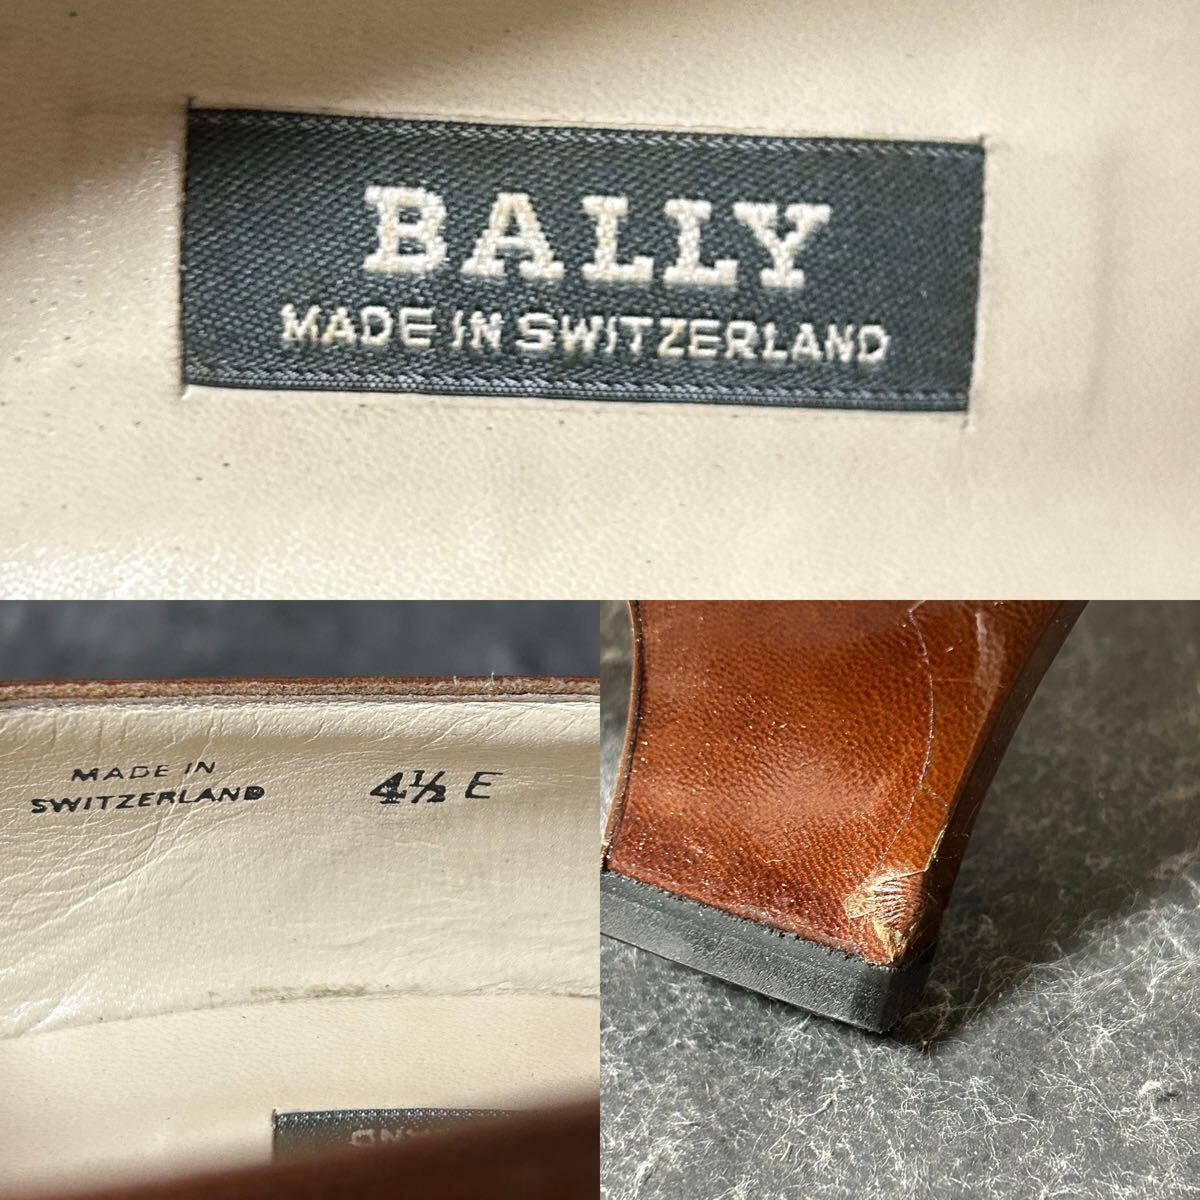 BALLY
MADE IN SWITZERLAND
MADE IN
SWITZERLAND
4½ E